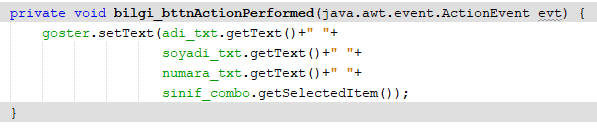 private void bilgi_bttnActionPerformed(java.awt.event.ActionEvent evt) {
    goster.setText(adi_txt.getText()+" "+
                   soyadi_txt.getText()+" "+
                   numara_txt.getText()+" "+
                   sinif_combo.getSelectedItem());
}